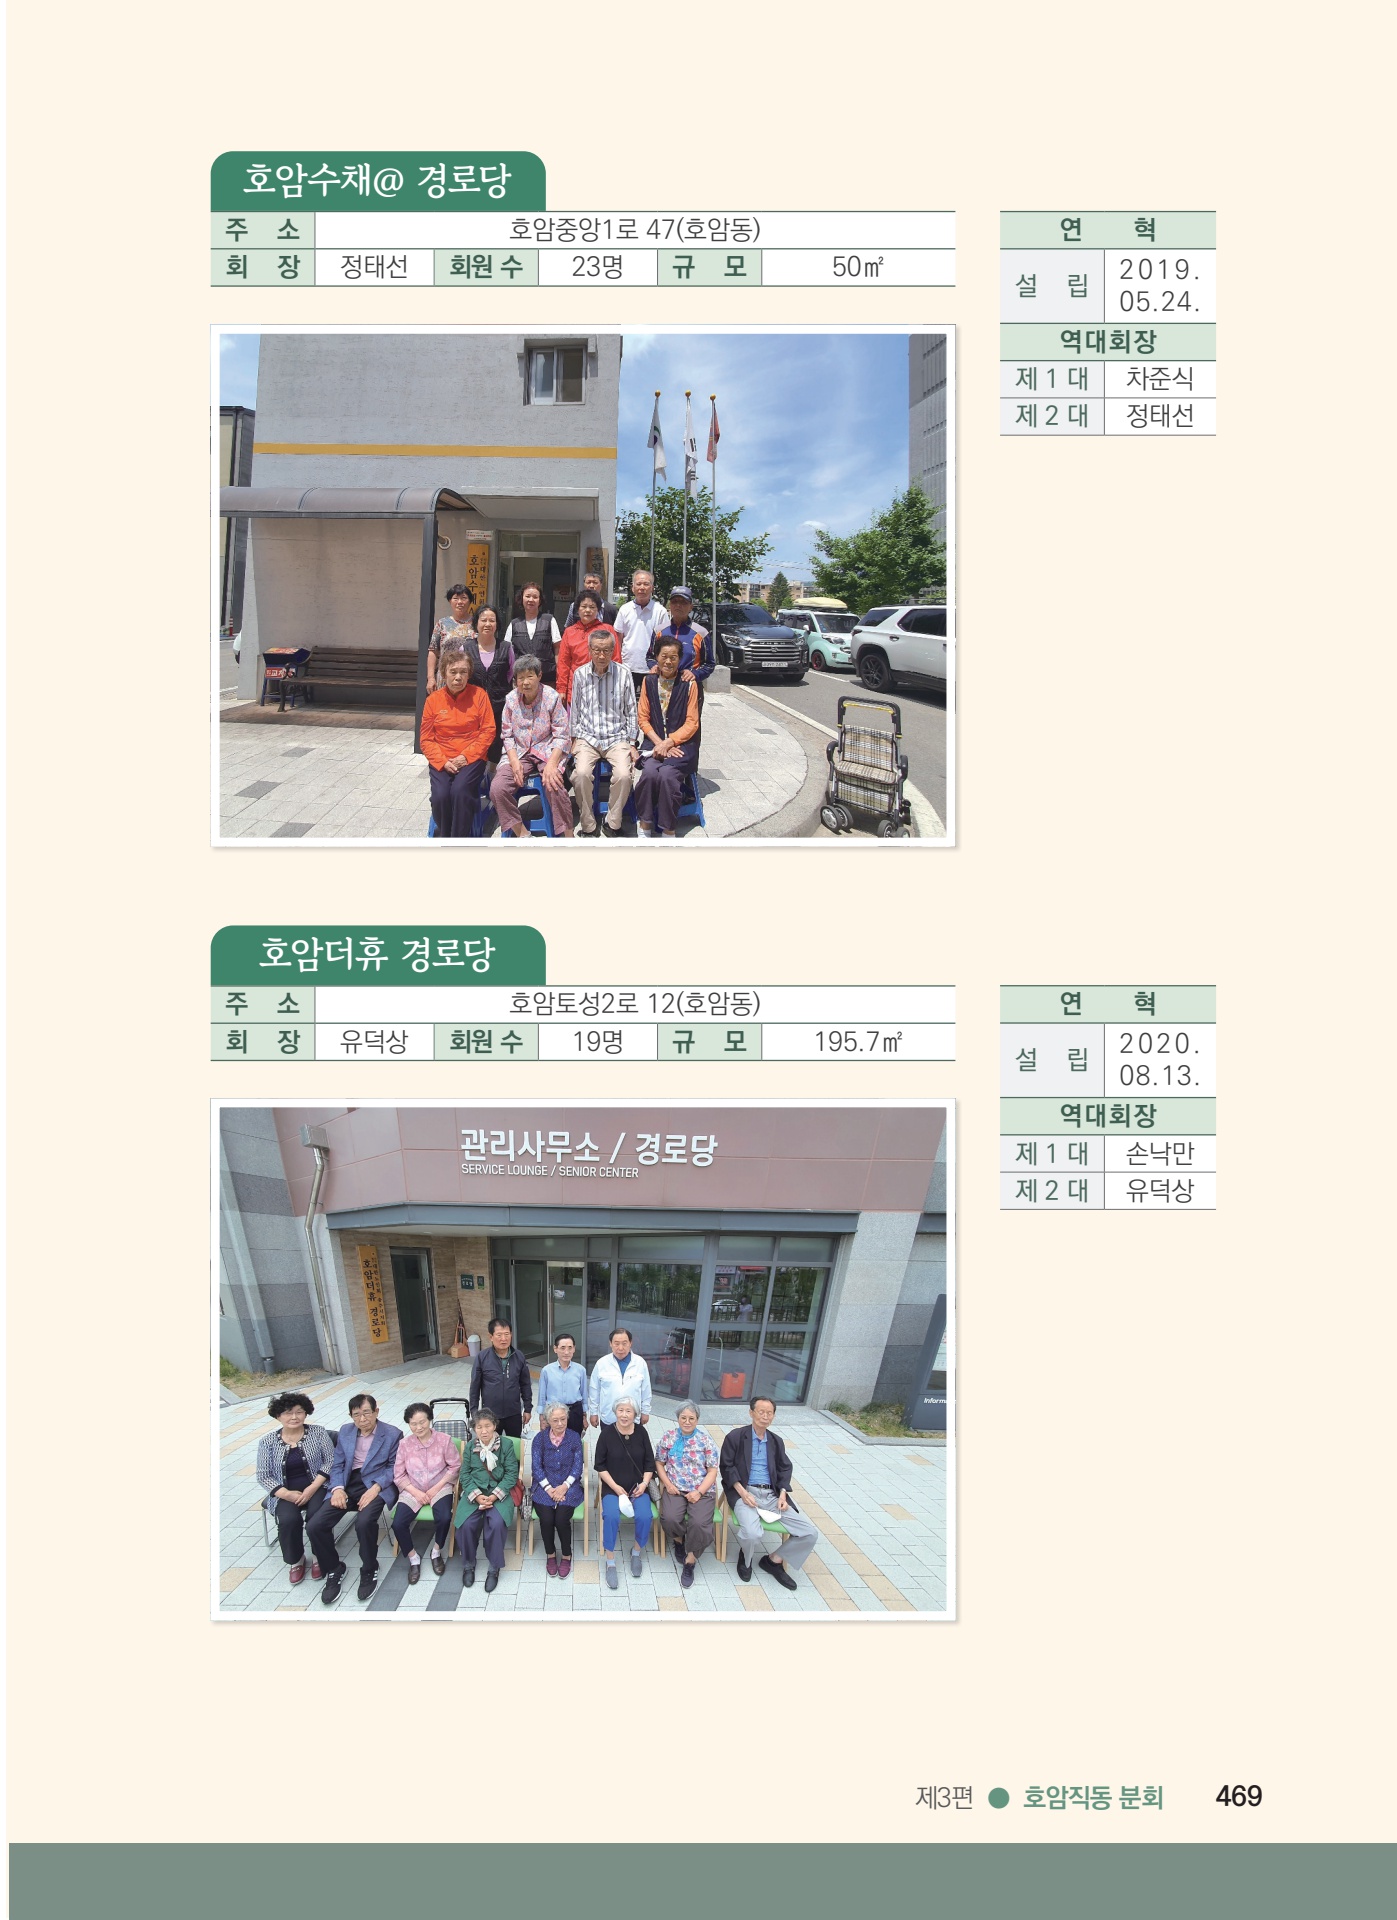 호암수채@ 경로당
주 소 호암중앙1로 47(호암동)
회 장 정태선 회원 수 23명 규 모 50㎡
연 혁
설 립 2019. 05.24.
역대회장
제 1 대 차준식
제 2 대 정태선
호암수
호암더휴 경로당
주 소 호암토성2로 12(호암동)
회 장 유덕상 회원 수 19명 규 모 195.7㎡
연 혁
설 립 2020. 08.13.
역대회장
제 1 대 손낙만
제 2 대 유덕상
관리사무소 / 경로당
SERVICE LOUNGE / SENIOR CENTER
호암더휴 경로당
제3편 ● 호암직동 분회 469